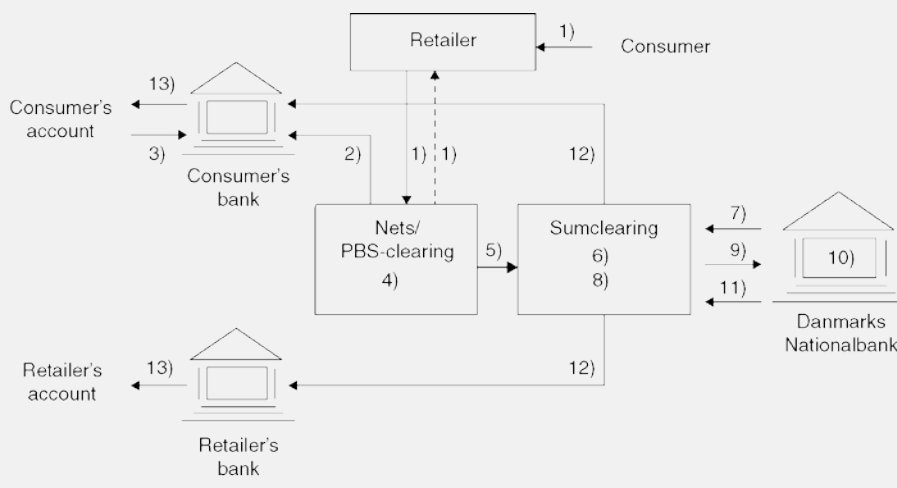 Retailer
1)
Consumer
13)
Consumer's
account
3)
Consumer's
bank
2)
1)
1)
12)
Nets/
PBS-clearing
4)
5)
Sumclearing
6)
8)
7)
9)
11)
10)
Danmarks
Nationalbank
Retailer's
account
13)
12)
Retailer's
bank